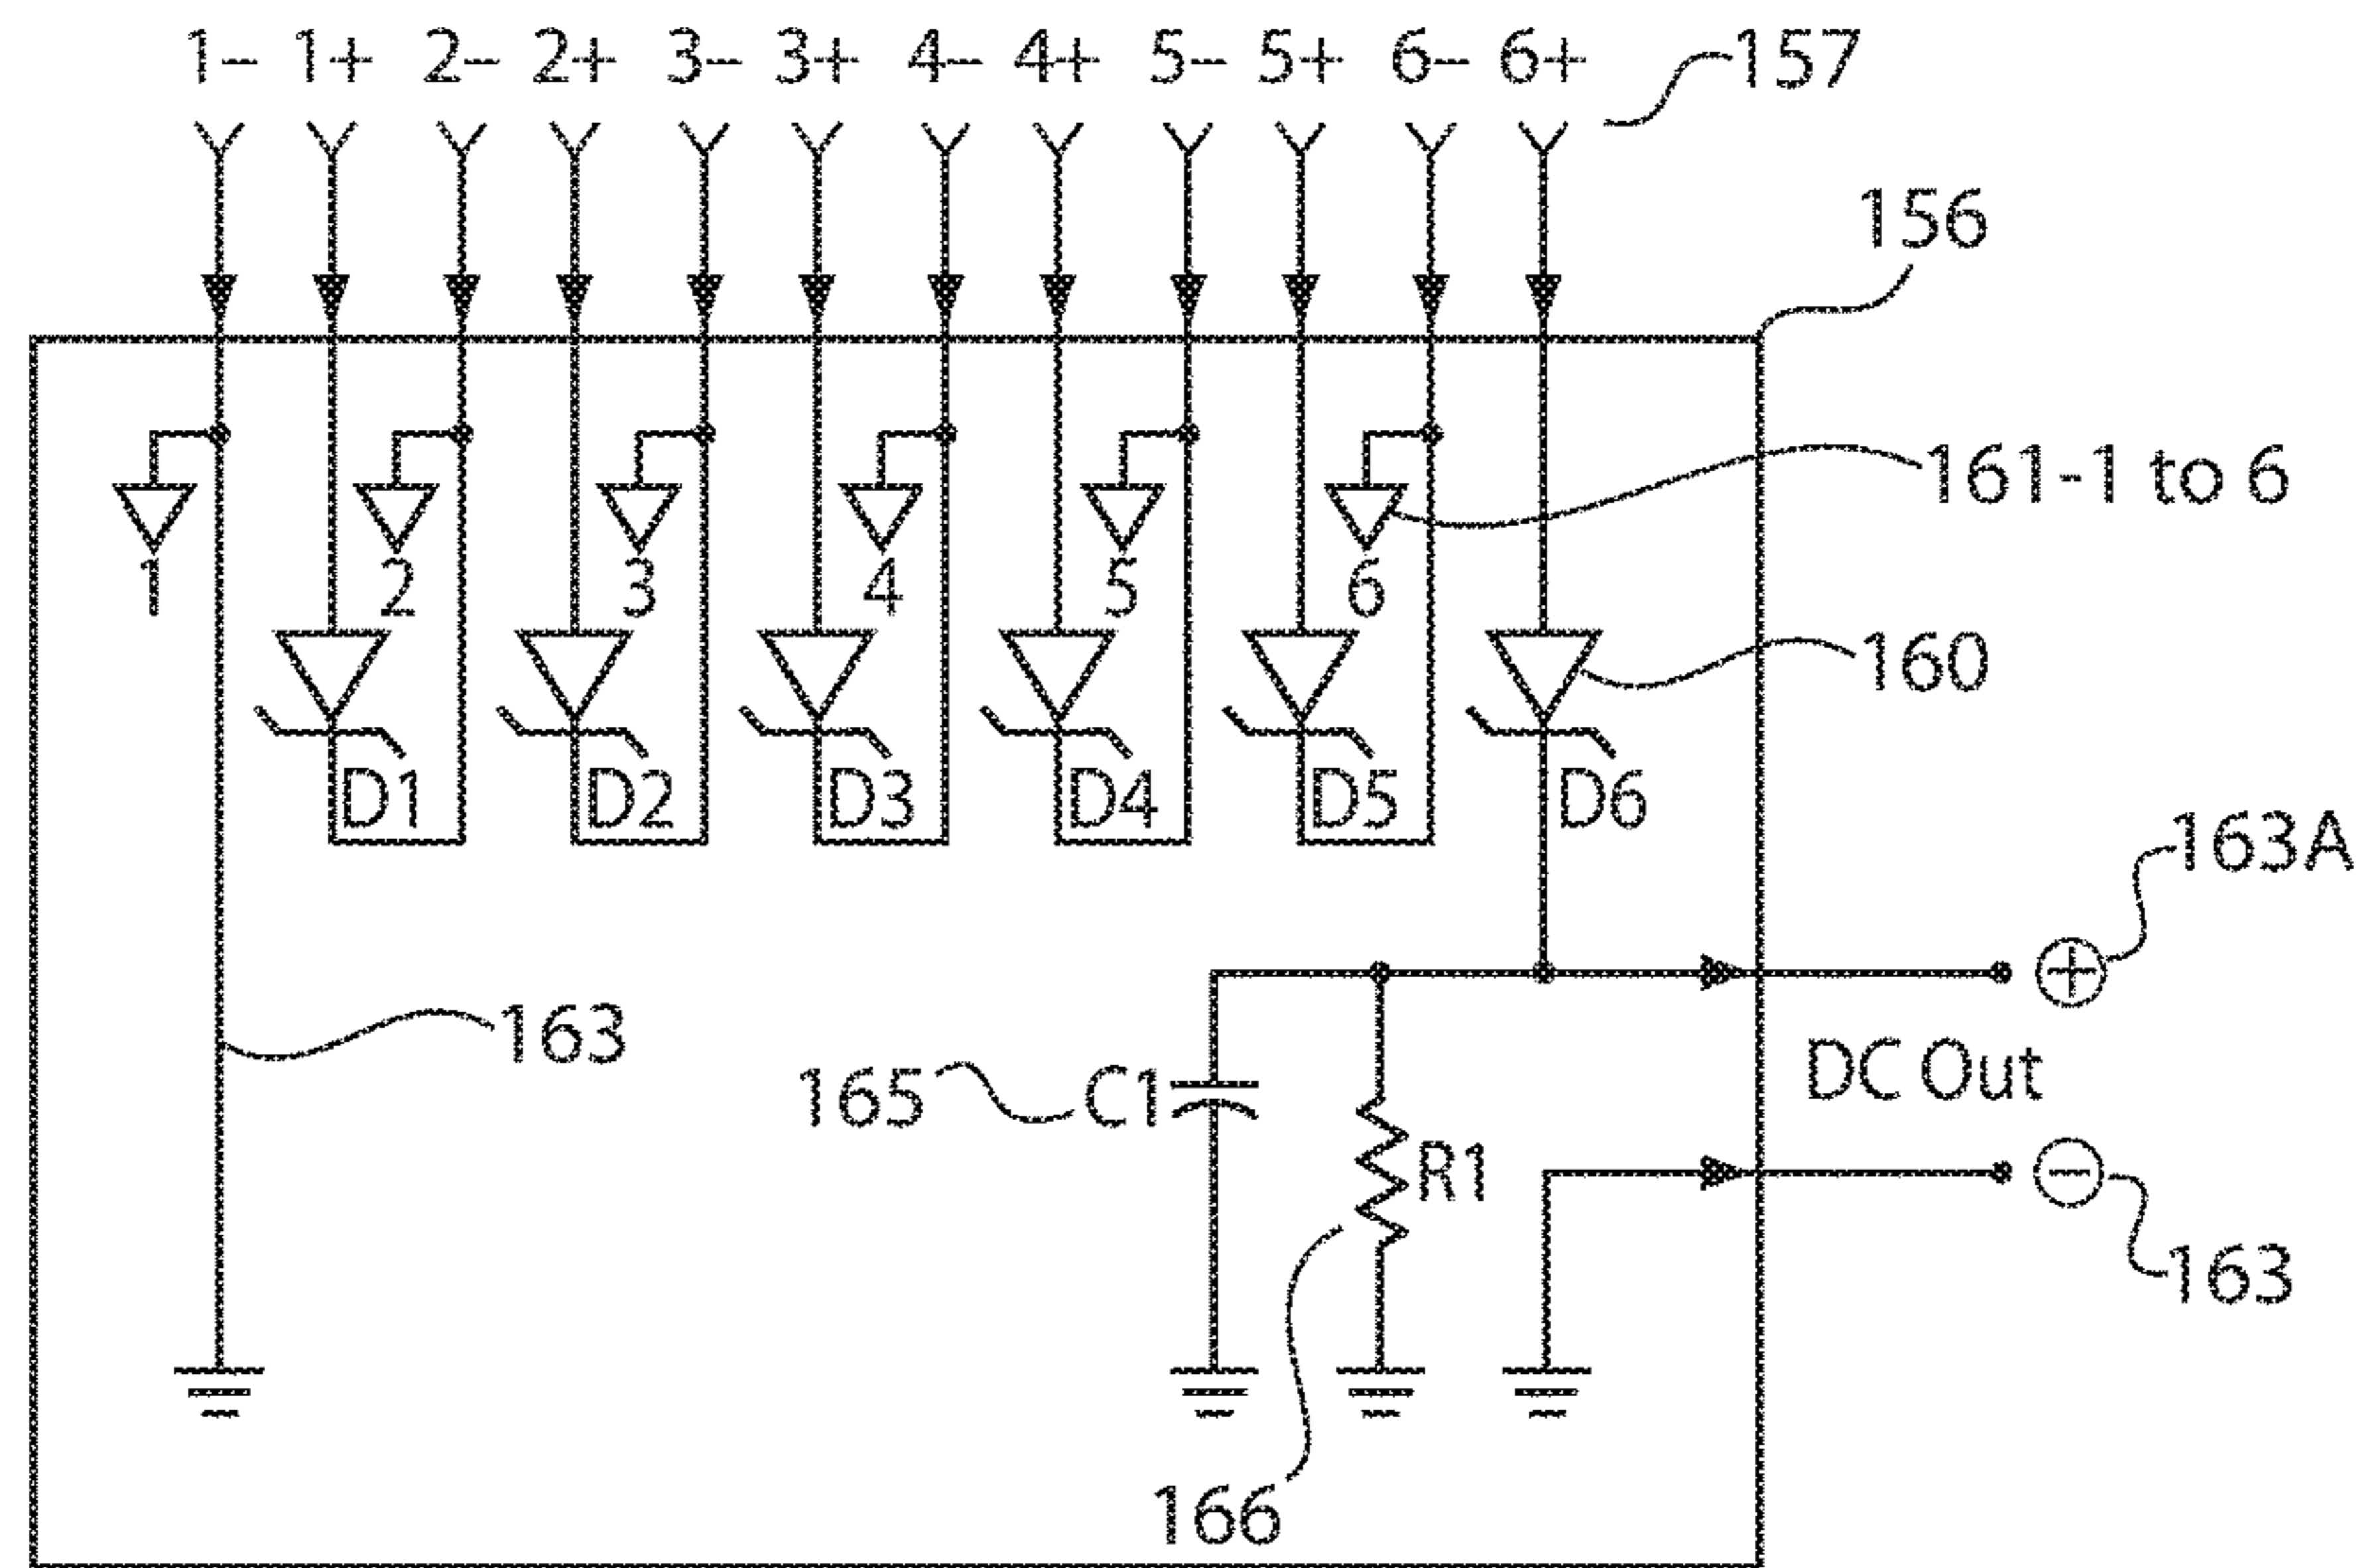 1– 1+ 2– 2+ 3– 3+ 4– 4+ 5– 5+ 6– 6+ 157
156
161-1 to 6
1 2 3 4 5 6
160
D1 D2 D3 D4 D5 D6
163A
+
163
DC Out
165 C1
R1
–
163
166